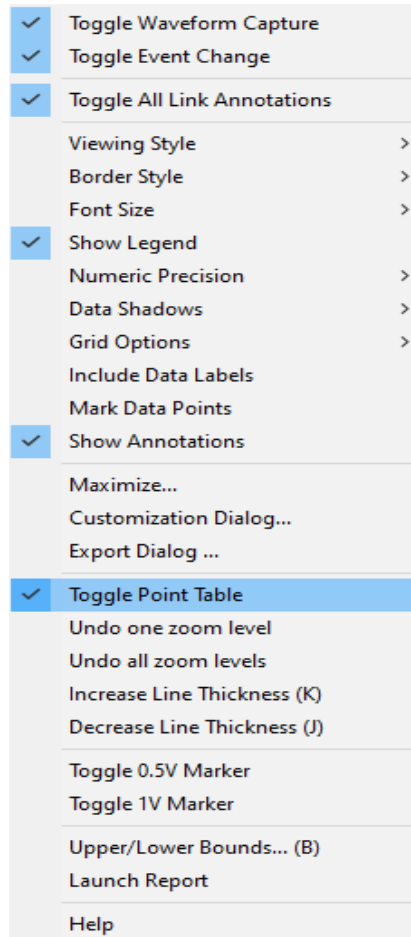 Toggle Waveform Capture
Toggle Event Change
Toggle All Link Annotations
Viewing Style
Border Style
Font Size
Show Legend
Numeric Precision
Data Shadows
Grid Options
Include Data Labels
Mark Data Points
Show Annotations
Maximize...
Customization Dialog...
Export Dialog ...
Toggle Point Table
Undo one zoom level
Undo all zoom levels
Increase Line Thickness (K)
Decrease Line Thickness (J)
Toggle 0.5V Marker
Toggle 1V Marker
Upper/Lower Bounds... (B)
Launch Report
Help